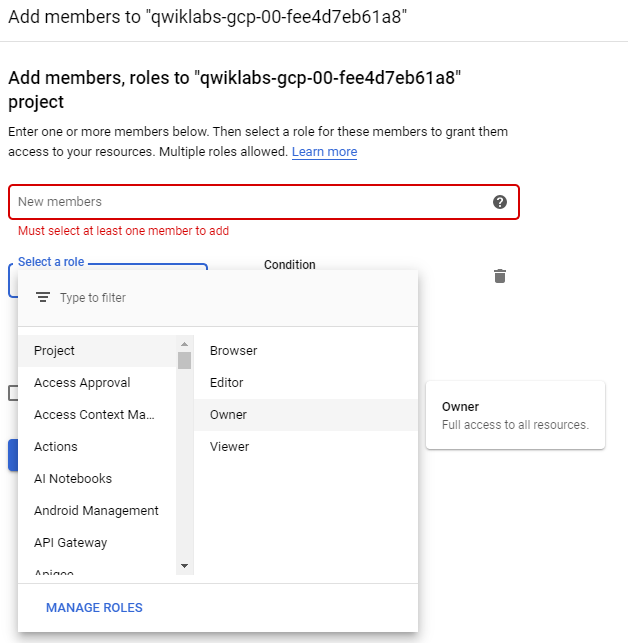 Add members to "qwiklabs-gcp-00-fee4d7eb61a8"
Add members, roles to "qwiklabs-gcp-00-fee4d7eb61a8"
project
Enter one or more members below. Then select a role for these members to grant them
access to your resources. Multiple roles allowed. Learn more
New members
Must select at least one member to add
Select a role
Condition
Type to filter
Project
Browser
Access Approval
Editor
Access Context Ma...
Owner
Actions
Viewer
AI Notebooks
Android Management
API Gateway
Apigee
Owner
Full access to all resources.
MANAGE ROLES